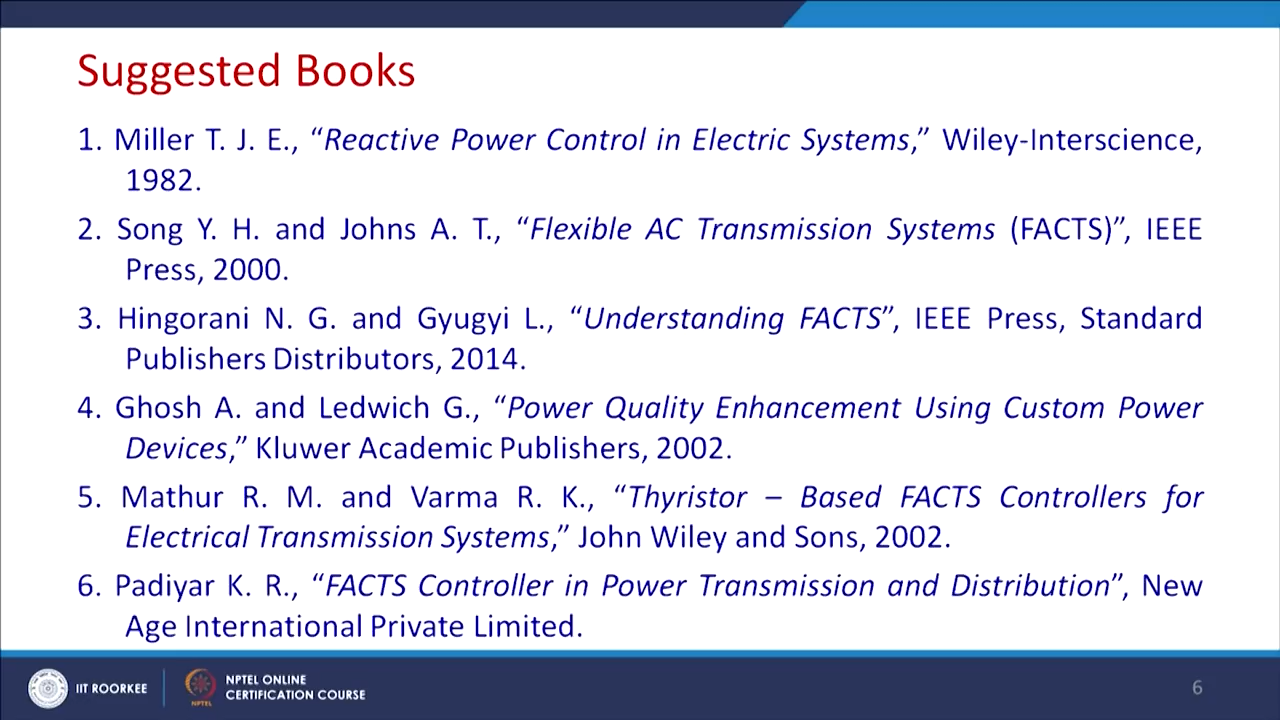 Suggested Books
1. Miller T. J. E., “Reactive Power Control in Electric Systems,” Wiley-Interscience,
1982.
2. Song Y. H. and Johns A. T., “Flexible AC Transmission Systems (FACTS)”, IEEE
Press, 2000.
3. Hingorani N. G. and Gyugyi L., “Understanding FACTS”, IEEE Press, Standard
Publishers Distributors, 2014.
4. Ghosh A. and Ledwich G., “Power Quality Enhancement Using Custom Power
Devices,” Kluwer Academic Publishers, 2002.
5. Mathur R. M. and Varma R. K., “Thyristor – Based FACTS Controllers for
Electrical Transmission Systems,” John Wiley and Sons, 2002.
6. Padiyar K. R., “FACTS Controller in Power Transmission and Distribution”, New
Age International Private Limited.
IIT ROORKEE
NPTEL
NPTEL ONLINE
CERTIFICATION COURSE
6